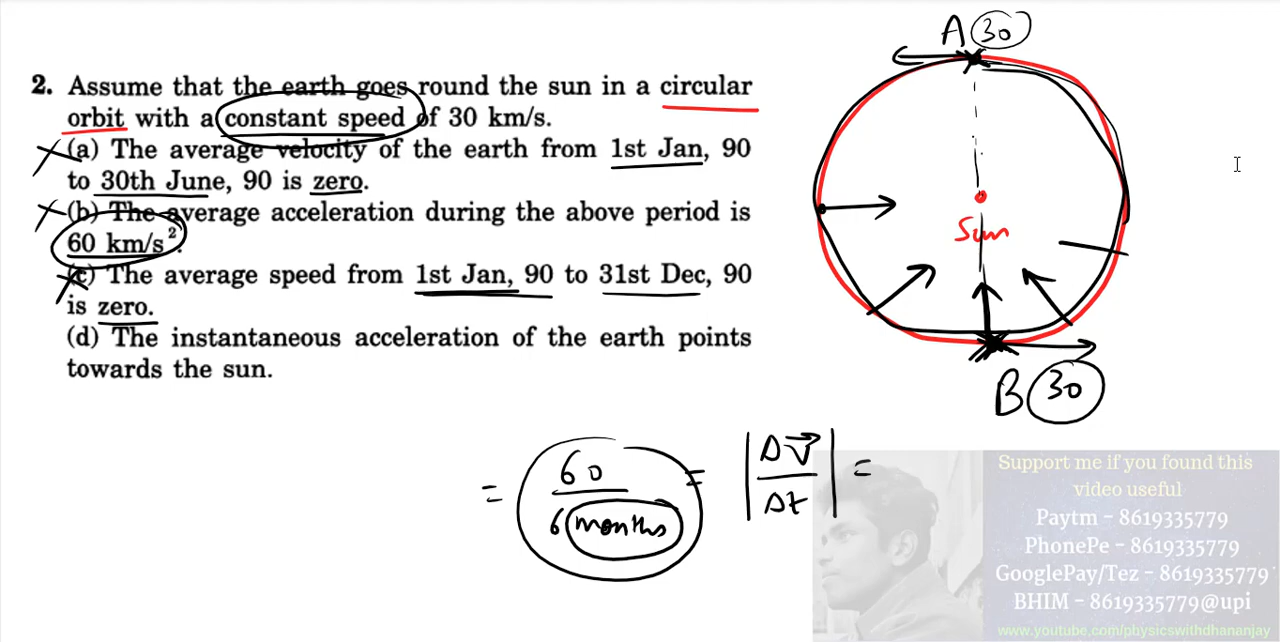 2. Assume that the earth goes round the sun in a circular
orbit with a constant speed of 30 km/s.
(a) The average velocity of the earth from 1st Jan, 90
to 30th June, 90 is zero.
(b) The average acceleration during the above period is
60 km/s².
(c) The average speed from 1st Jan, 90 to 31st Dec, 90
is zero.
(d) The instantaneous acceleration of the earth points
towards the sun.
A 30
Sun
B 30
= 60 / 6 months = |Δv⃗ / Δt| =
Support me if you found this
video useful
Paytm - 8619335779
PhonePe - 8619335779
GooglePay/Tez - 8619335779
BHIM - 8619335779@upi
www.youtube.com/physicswithdhananjay